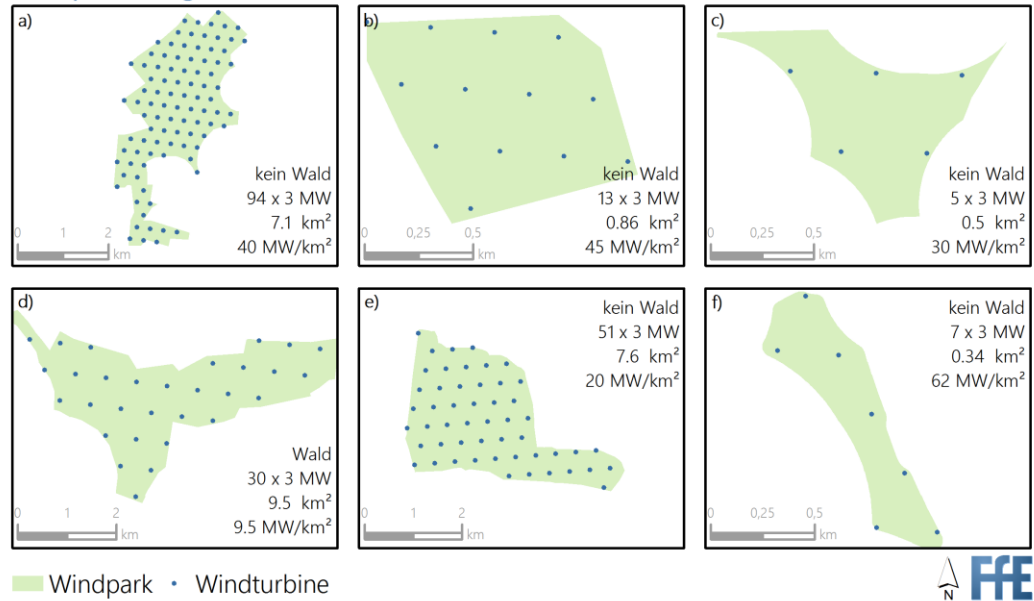 a)
kein Wald
94 x 3 MW
7.1 km²
40 MW/km²
0 1 2
km
b)
kein Wald
13 x 3 MW
0.86 km²
45 MW/km²
0 0,25 0,5
km
c)
kein Wald
5 x 3 MW
0.5 km²
30 MW/km²
0 0,25 0,5
km
d)
Wald
30 x 3 MW
9.5 km²
9.5 MW/km²
0 1 2
km
e)
kein Wald
51 x 3 MW
7.6 km²
20 MW/km²
0 1 2
km
f)
kein Wald
7 x 3 MW
0.34 km²
62 MW/km²
0 0,25 0,5
km
Windpark Windturbine
N
FfE